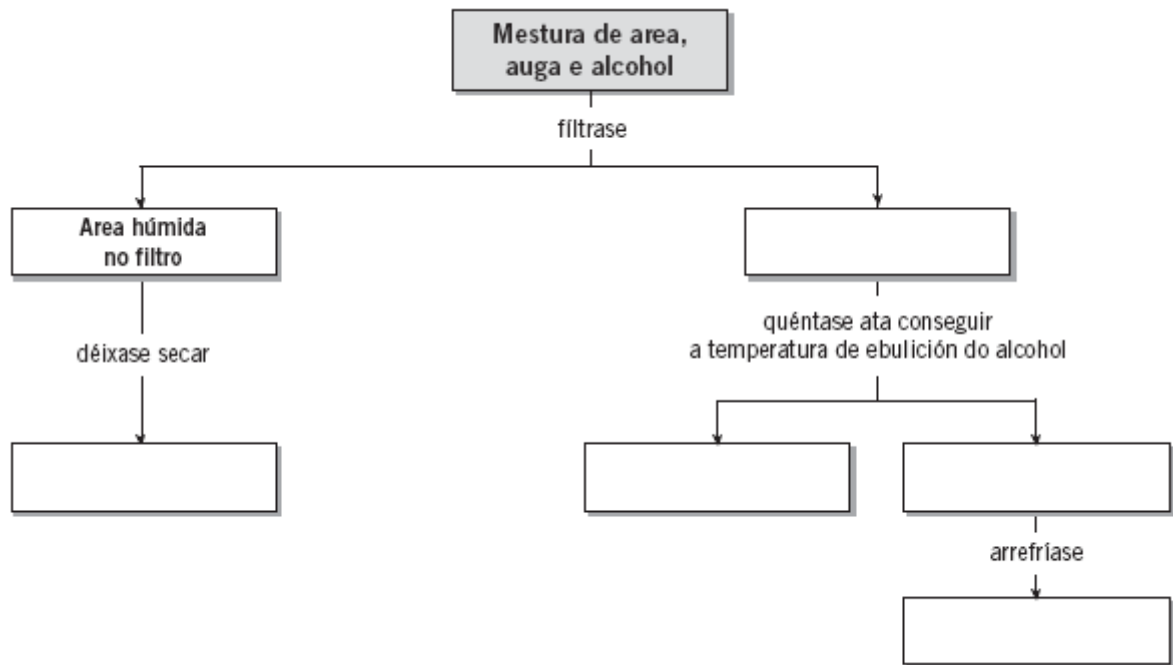 Mestura de area,
auga e alcohol
fíltrase
Area húmida
no filtro
quéntase ata conseguir
a temperatura de ebulición do alcohol
déixase secar
arrefríase